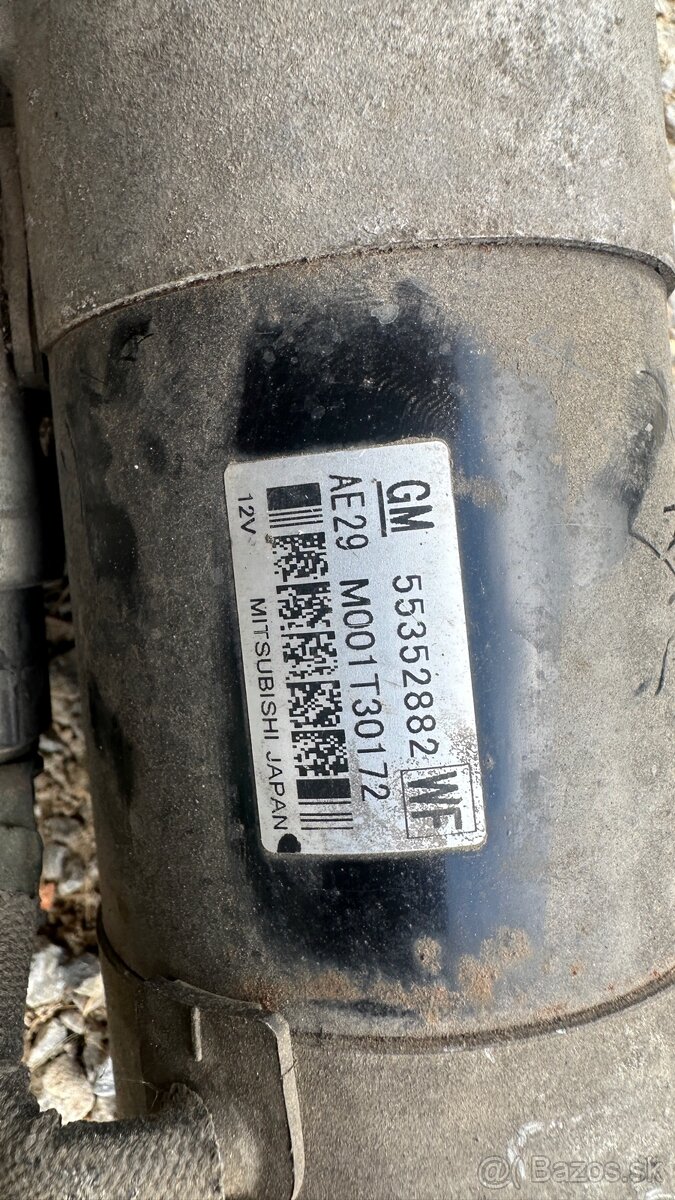 GM 55352882 WF
AE29 M001T30172
12V MITSUBISHI JAPAN
@ Bazos.sk